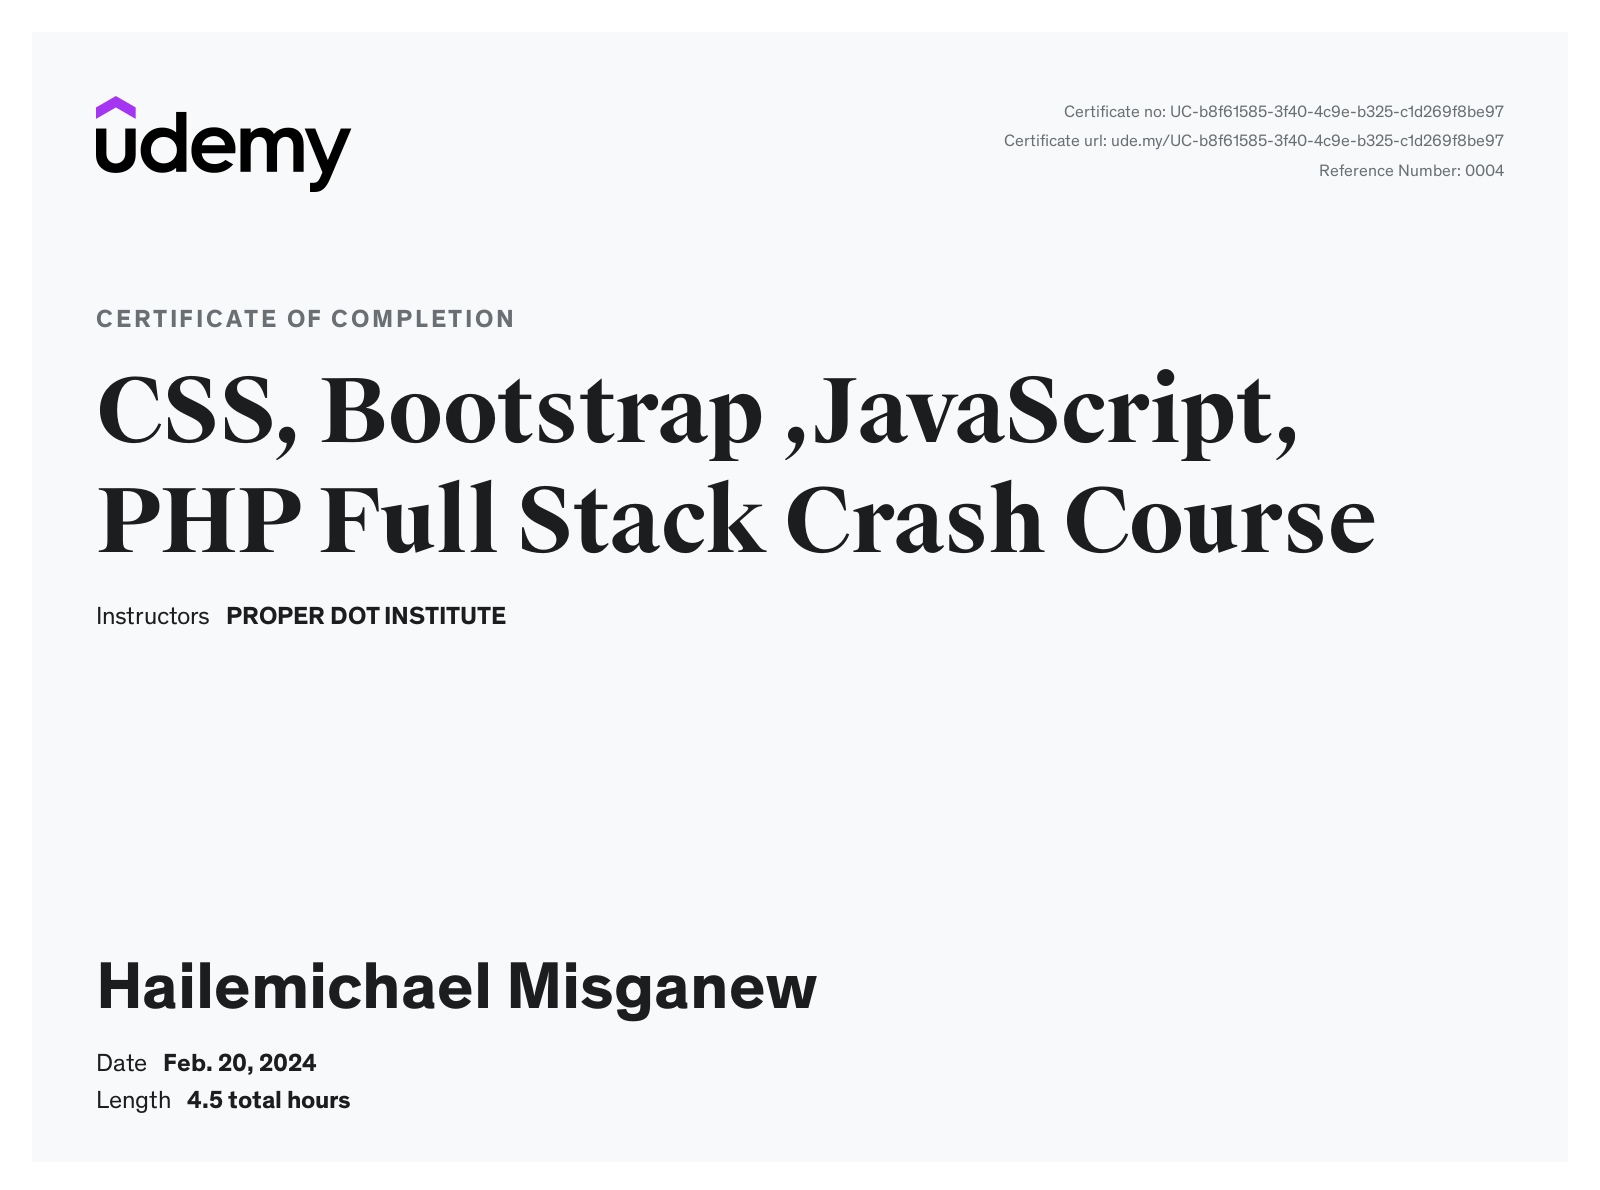 udemy
Certificate no: UC-b8f61585-3f40-4c9e-b325-c1d269f8be97
Certificate url: ude.my/UC-b8f61585-3f40-4c9e-b325-c1d269f8be97
Reference Number: 0004
CERTIFICATE OF COMPLETION
CSS, Bootstrap ,JavaScript,
PHP Full Stack Crash Course
Instructors PROPER DOT INSTITUTE
Hailemichael Misganew
Date Feb. 20, 2024
Length 4.5 total hours